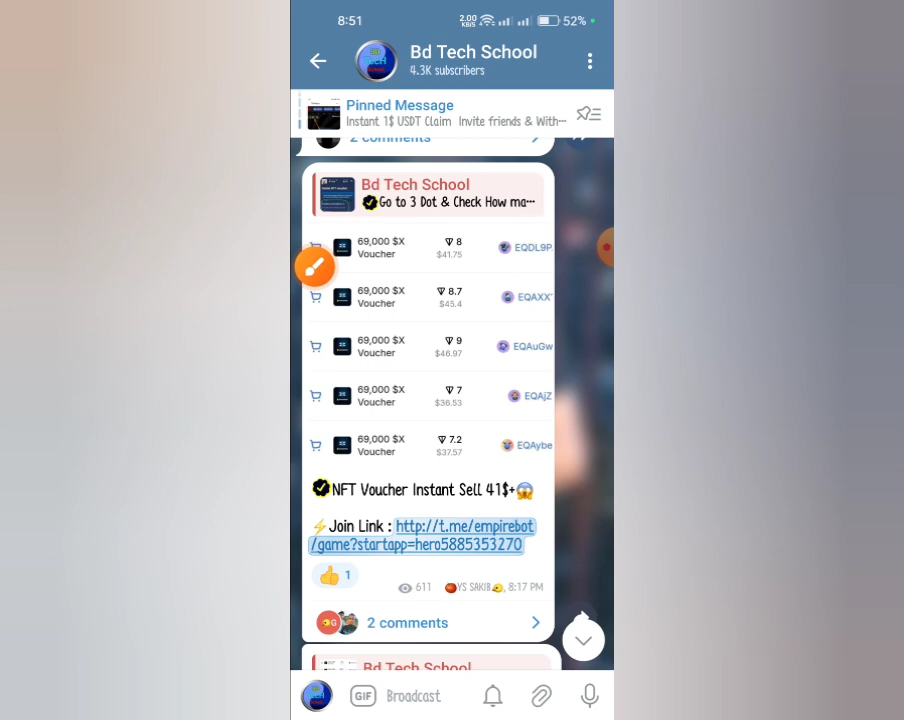 8:51
2.00 KB/S
52%
Bd Tech School
4.3K subscribers
Pinned Message
Instant 1$ USDT Claim Invite friends & With…
2 comments
Bd Tech School
Go to 3 Dot & Check How ma…
69,000 $X Voucher 8 $41.75 EQDL9P
69,000 $X Voucher 8.7 $45.4 EQAXX
69,000 $X Voucher 9 $46.97 EQAuGw
69,000 $X Voucher 7 $36.53 EQAjZ
69,000 $X Voucher 7.2 $37.57 EQAybe
NFT Voucher Instant Sell 41$+😱
⚡Join Link : http://t.me/empirebot
/game?startapp=hero5885353270
👍 1
611 YS SAKIB, 8:17 PM
2 comments
Bd Tech School
GIF Broadcast